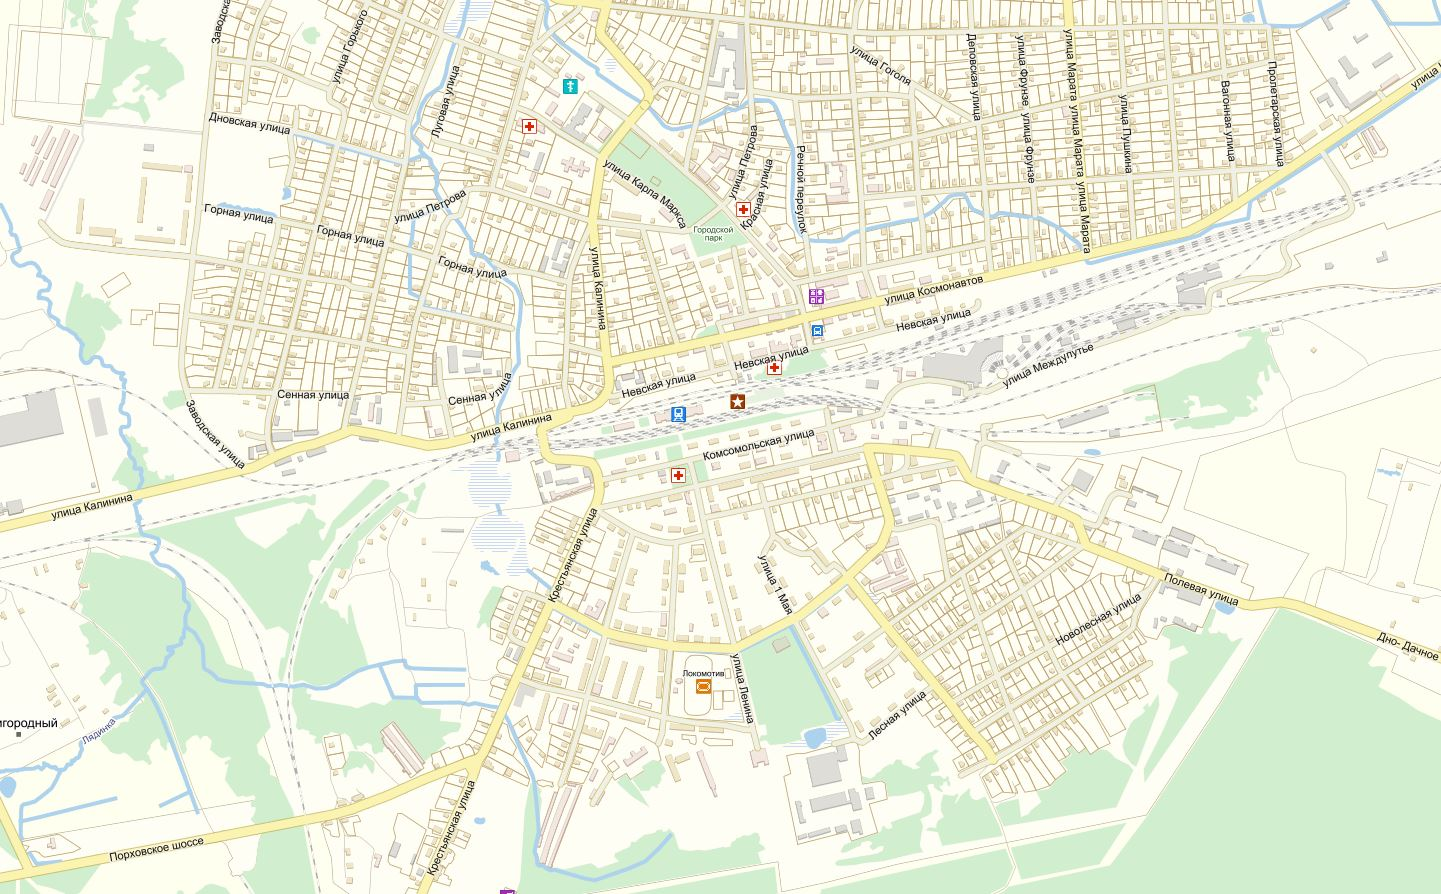 Заводска
улица Горького
Луговая улица
улица Гоголя
Деповская улица
улица Фрунзе
улица Фрунзе
улица Марата
улица Марата
улица Марата
улица Пушкина
Вагонная улица
Пролетарская улица
Дновская улица
улица Карла Маркса
улица Петрова
Красная улица
Речной переулок
улица Петрова
Горная улица
Горная улица
Горная улица
Городской
парк
улица Калинина
улица Космонавтов
Невская улица
Невская улица
Невская улица
улица Междупутье
Сенная улица
Сенная улица
Заводская улица
улица Калинина
улица Калинина
Комсомольская улица
Крестьянская улица
улица 1 Мая
Полевая улица
Новолесная улица
Дно- Дачное
Локомотив
улица Ленина
Лесная улица
игородный
Лядинка
Порховское шоссе
Крестьянская улица